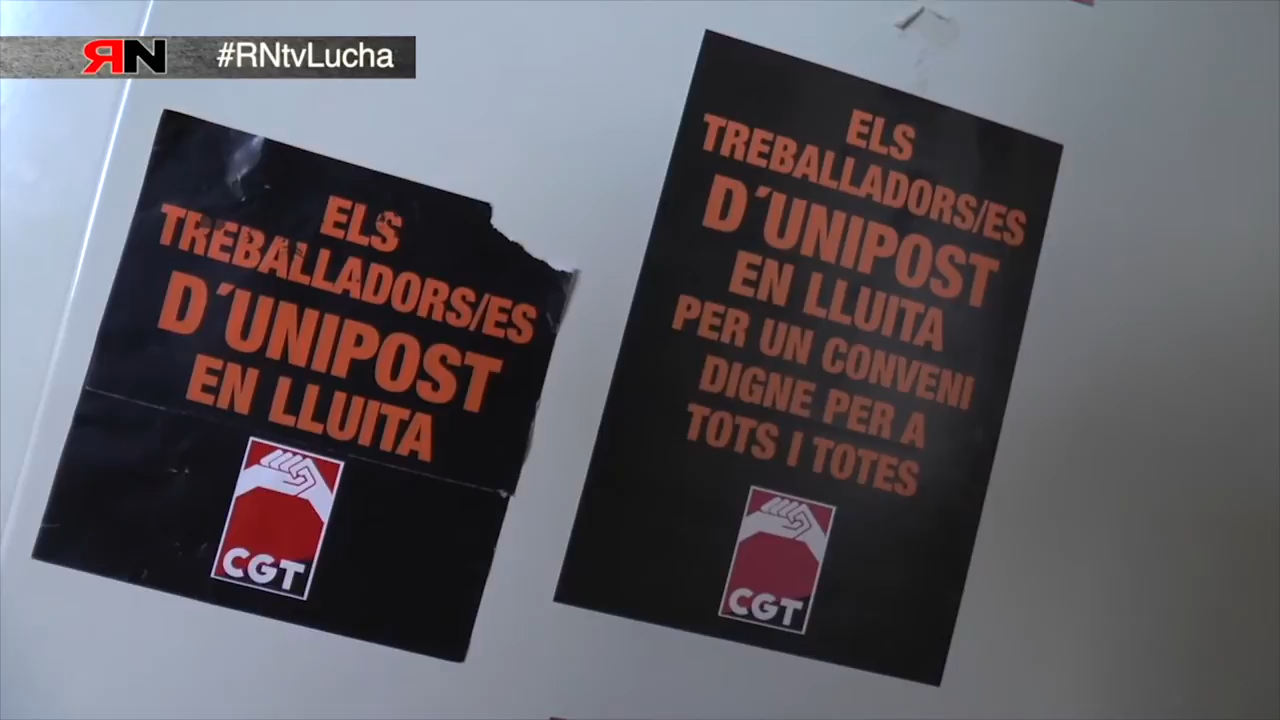 RN #RNtvLucha
ELS
TREBALLADORS/ES
D´UNIPOST
EN LLUITA
CGT
ELS
TREBALLADORS/ES
D´UNIPOST
EN LLUITA
PER UN CONVENI
DIGNE PER A
TOTS I TOTES
CGT